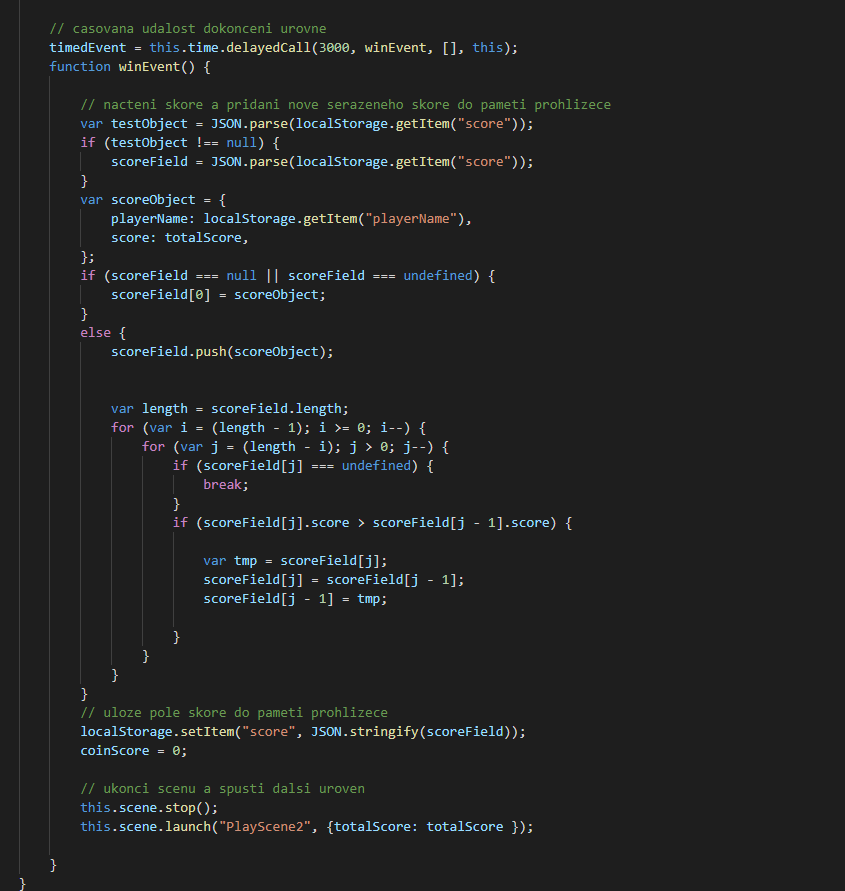 // casovana udalost dokonceni urovne
timedEvent = this.time.delayedCall(3000, winEvent, [], this);
function winEvent() {
// nacteni skore a pridani nove serazeneho skore do pameti prohlizece
var testObject = JSON.parse(localStorage.getItem("score"));
if (testObject !== null) {
scoreField = JSON.parse(localStorage.getItem("score"));
}
var scoreObject = {
playerName: localStorage.getItem("playerName"),
score: totalScore,
};
if (scoreField === null || scoreField === undefined) {
scoreField[0] = scoreObject;
}
else {
scoreField.push(scoreObject);
var length = scoreField.length;
for (var i = (length - 1); i >= 0; i--) {
for (var j = (length - i); j > 0; j--) {
if (scoreField[j] === undefined) {
break;
}
if (scoreField[j].score > scoreField[j - 1].score) {
var tmp = scoreField[j];
scoreField[j] = scoreField[j - 1];
scoreField[j - 1] = tmp;
}
}
}
}
// uloze pole skore do pameti prohlizece
localStorage.setItem("score", JSON.stringify(scoreField));
coinScore = 0;
// ukonci scenu a spusti dalsi uroven
this.scene.stop();
this.scene.launch("PlayScene2", {totalScore: totalScore });
}
}